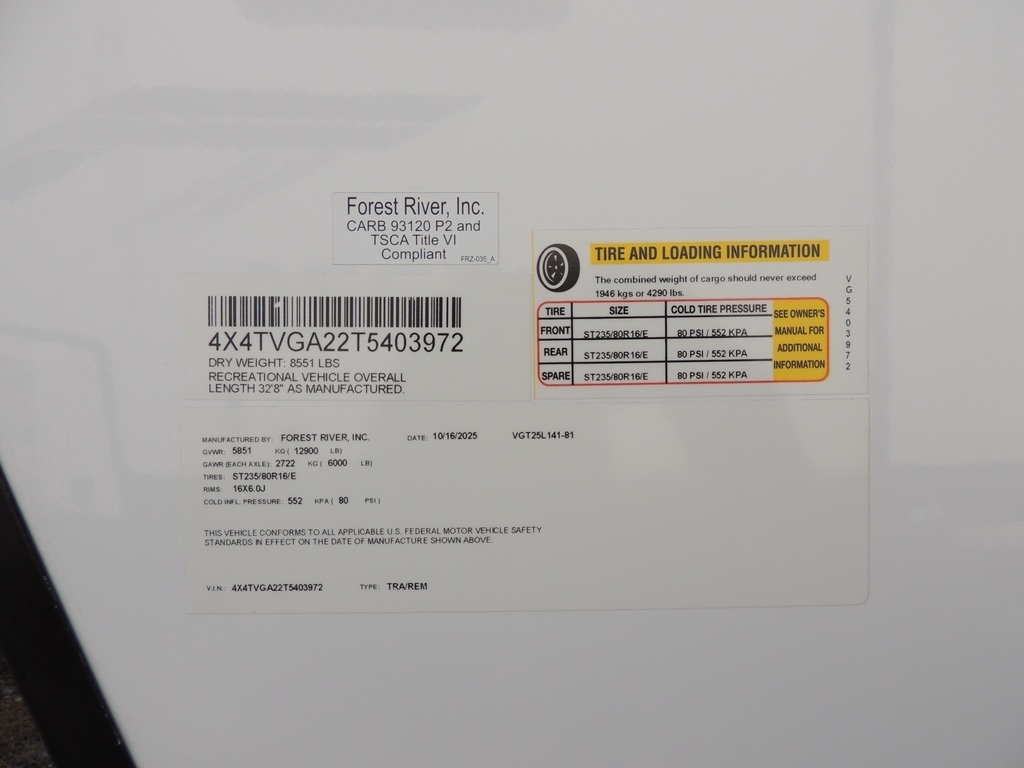 Forest River, Inc.
CARB 93120 P2 and
TSCA Title VI
Compliant
FRZ-035_A
4X4TVGA22T5403972
DRY WEIGHT: 8551 LBS
RECREATIONAL VEHICLE OVERALL
LENGTH 32'8" AS MANUFACTURED.
TIRE AND LOADING INFORMATION
The combined weight of cargo should never exceed
1946 kgs or 4290 lbs.
TIRE SIZE COLD TIRE PRESSURE
FRONT ST235/80R16/E 80 PSI / 552 KPA
REAR ST235/80R16/E 80 PSI / 552 KPA
SPARE ST235/80R16/E 80 PSI / 552 KPA
SEE OWNER'S
MANUAL FOR
ADDITIONAL
INFORMATION
VG5403972
MANUFACTURED BY: FOREST RIVER, INC. DATE: 10/16/2025 VGT25L141-81
GVWR: 5851 KG ( 12900 LB)
GAWR (EACH AXLE): 2722 KG ( 6000 LB)
TIRES: ST235/80R16/E
RIMS: 16X6.0J
COLD INFL. PRESSURE: 552 KPA ( 80 PSI )
THIS VEHICLE CONFORMS TO ALL APPLICABLE U.S. FEDERAL MOTOR VEHICLE SAFETY
STANDARDS IN EFFECT ON THE DATE OF MANUFACTURE SHOWN ABOVE.
V.I.N.: 4X4TVGA22T5403972 TYPE: TRA/REM